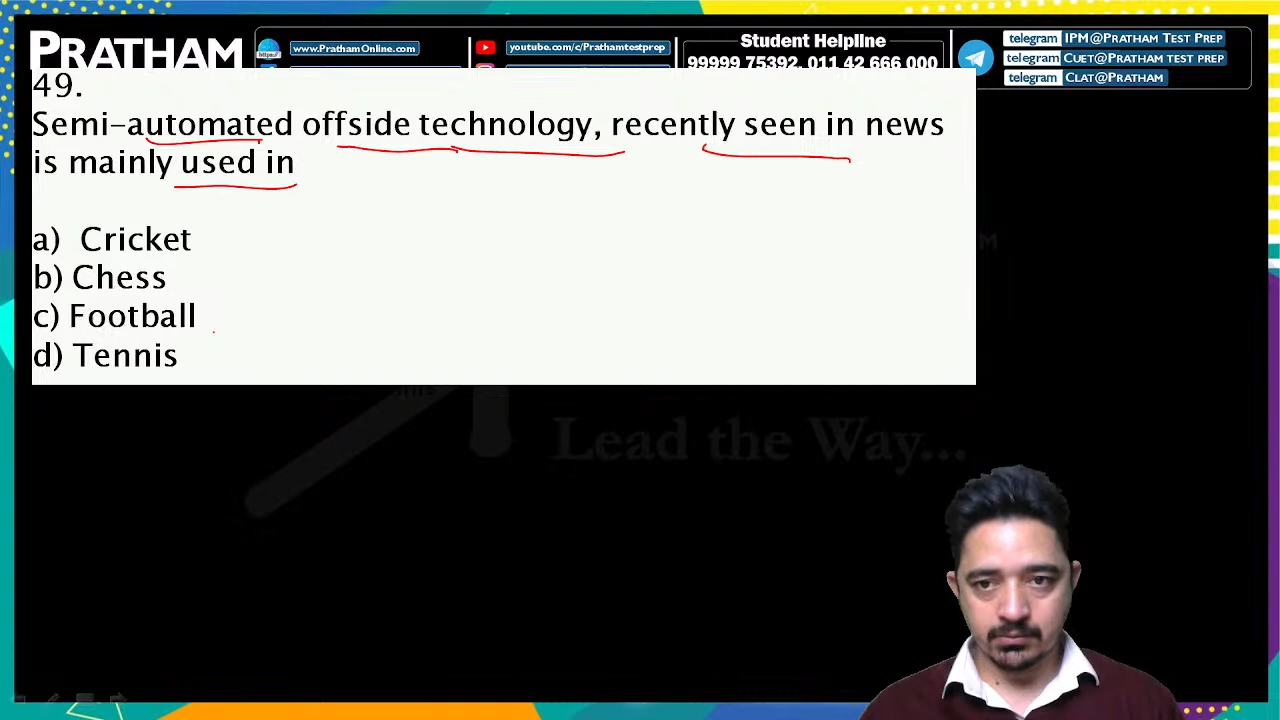 PRATHAM
https://
www.PrathamOnline.com
youtube.com/c/Prathamtestprep
Student Helpline
99999 75392, 011 42 666 000
telegram IPM@PRATHAM TEST PREP
telegram CUET@PRATHAM TEST PREP
telegram CLAT@PRATHAM
49.
Semi-automated offside technology, recently seen in news
is mainly used in
a) Cricket
b) Chess
c) Football
d) Tennis
Lead the Way...